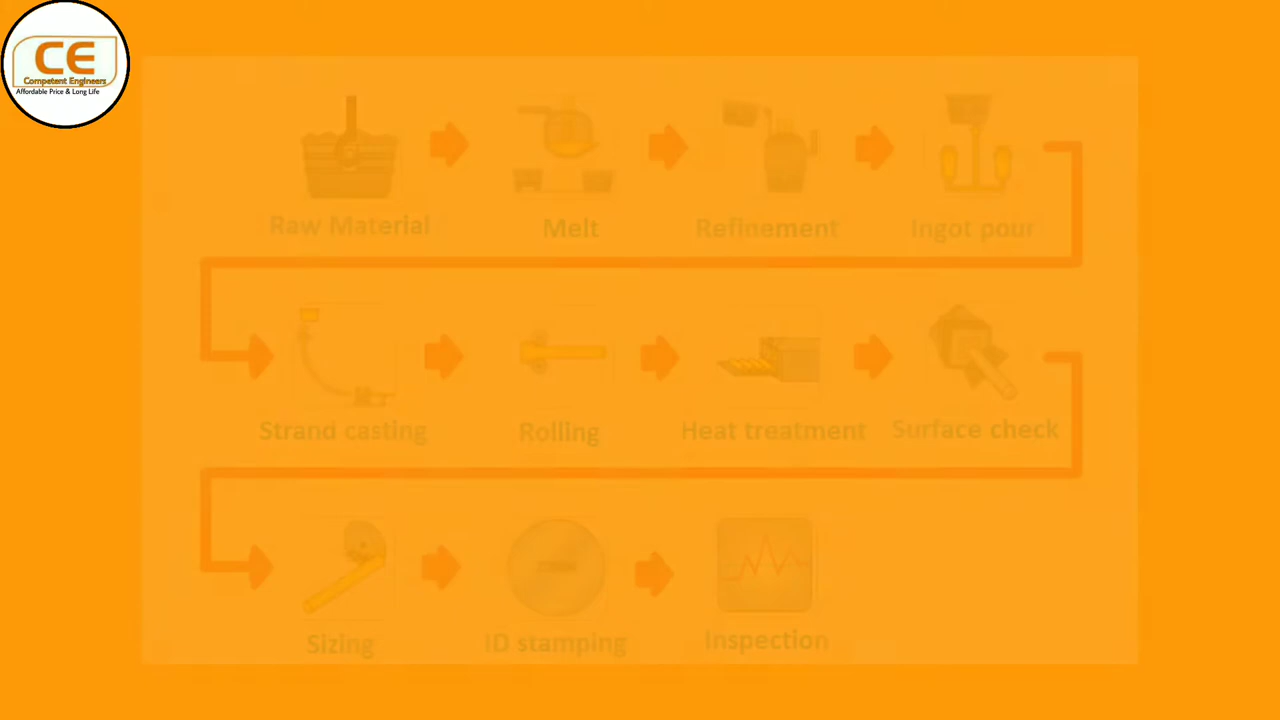 CE
Competent Engineers
Affordable Price & Long Life
Raw Material
Melt
Refinement
Ingot pour
Strand casting
Rolling
Heat treatment
Surface check
Sizing
ID stamping
Inspection